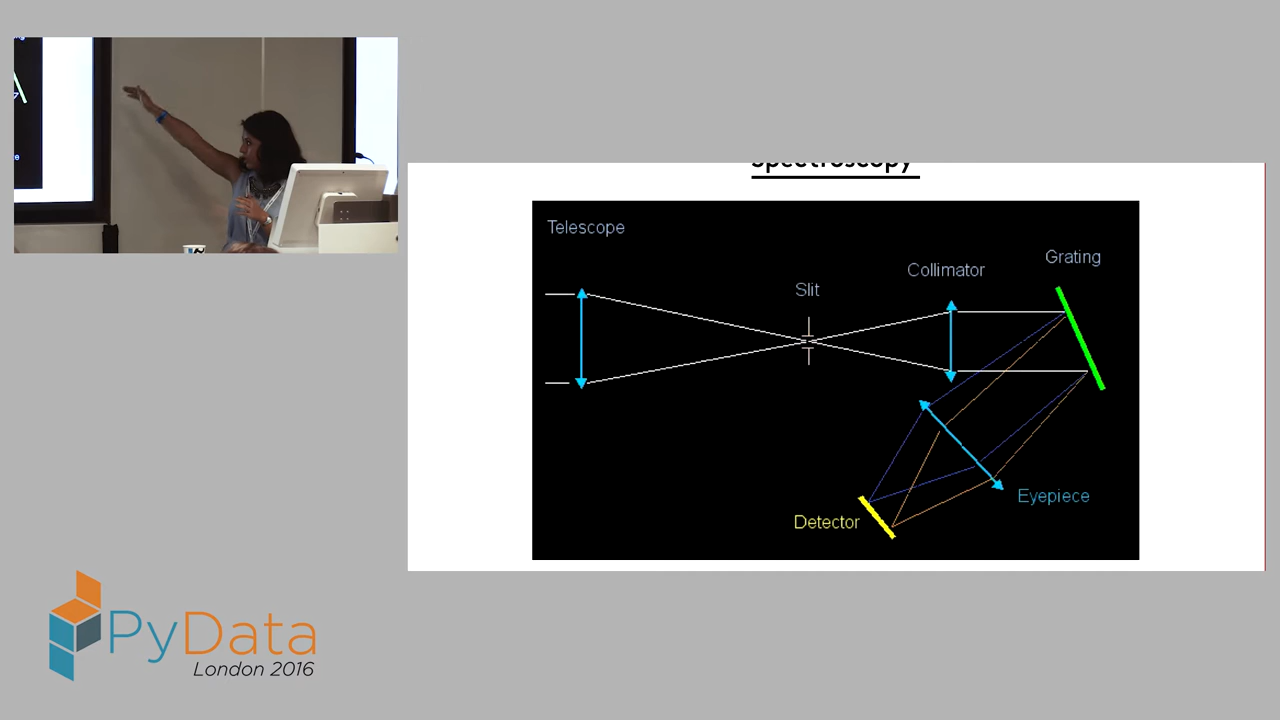 Spectroscopy
Telescope
Grating
Collimator
Slit
Eyepiece
Detector
PyData
London 2016